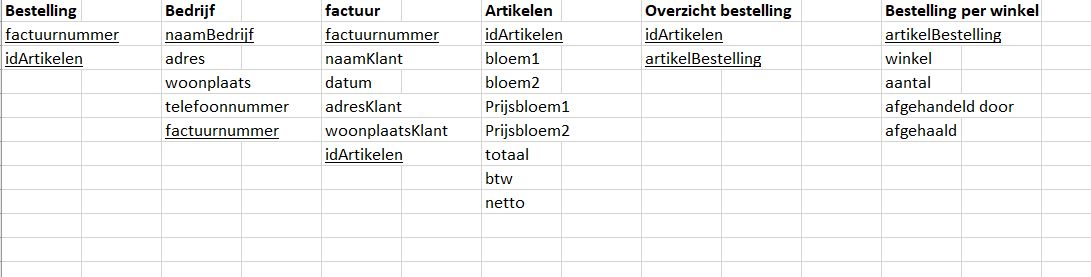 Bestelling Bedrijf factuur Artikelen Overzicht bestelling Bestelling per winkel
factuurnummer naamBedrijf factuurnummer idArtikelen idArtikelen artikelBestelling
idArtikelen adres naamKlant bloem1 artikelBestelling winkel
woonplaats datum bloem2 aantal
telefoonnummer adresKlant Prijsbloem1 afgehandeld door
factuurnummer woonplaatsKlant Prijsbloem2 afgehaald
idArtikelen totaal
btw
netto